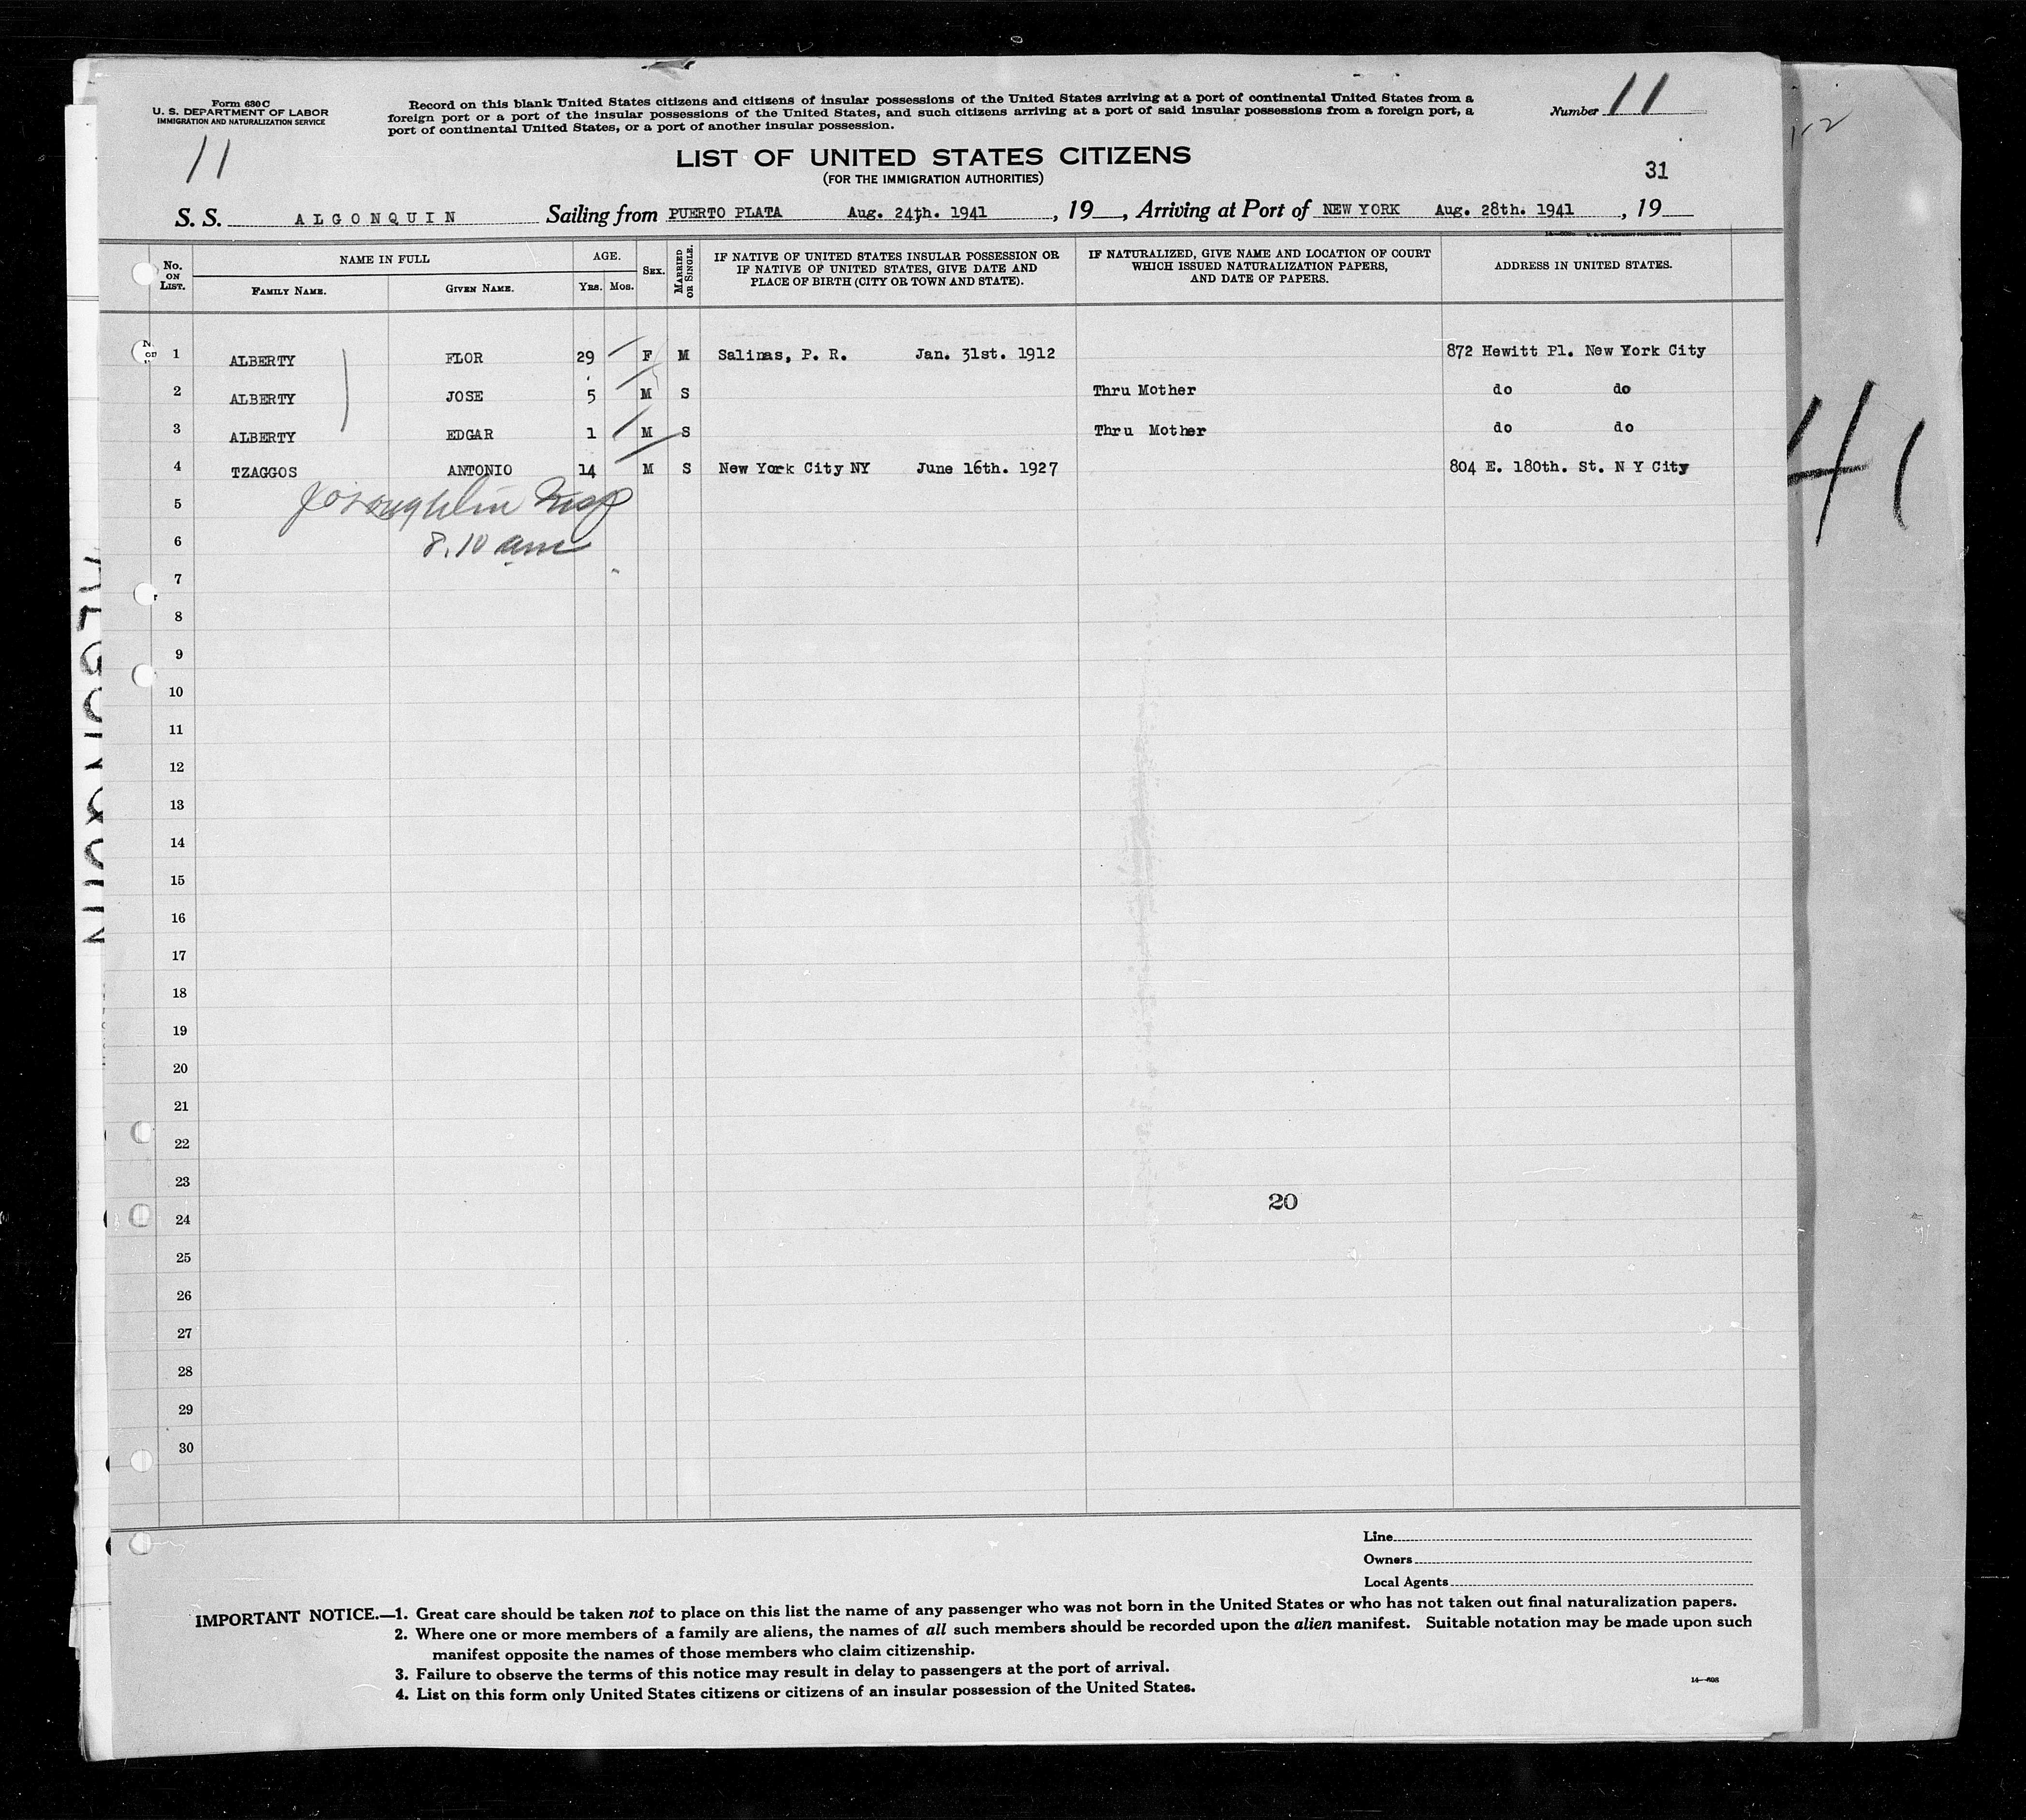 Form 630 C
U. S. DEPARTMENT OF LABOR
IMMIGRATION AND NATURALIZATION SERVICE
Record on this blank United States citizens and citizens of insular possessions of the United States arriving at a port of continental United States from a
foreign port or a port of the insular possessions of the United States, and such citizens arriving at a port of said insular possessions from a foreign port, a
port of continental United States, or a port of another insular possession.
Number 11
11
LIST OF UNITED STATES CITIZENS
(FOR THE IMMIGRATION AUTHORITIES)
31
S. S. ALGONQUIN Sailing from PUERTO PLATA Aug. 24th. 1941, 19__, Arriving at Port of NEW YORK Aug. 28th. 1941, 19__
No. ON LIST. NAME IN FULL FAMILY NAME. GIVEN NAME. AGE. YRS. MOS. SEX. MARRIED OR SINGLE. IF NATIVE OF UNITED STATES INSULAR POSSESSION OR IF NATIVE OF UNITED STATES, GIVE DATE AND PLACE OF BIRTH (CITY OR TOWN AND STATE). IF NATURALIZED, GIVE NAME AND LOCATION OF COURT WHICH ISSUED NATURALIZATION PAPERS, AND DATE OF PAPERS. ADDRESS IN UNITED STATES.
1 ALBERTY FLOR 29 F M Salinas, P. R. Jan. 31st. 1912 872 Hewitt Pl. New York City
2 ALBERTY JOSE 5 M S Thru Mother do do
3 ALBERTY EDGAR 1 M S Thru Mother do do
4 TZAGGOS ANTONIO 14 M S New York City NY June 16th. 1927 804 E. 180th. St. N Y City
5
6 8.10 am
7
8
9
10
11
12
13
14
15
16
17
18
19
20
21
22
23
20
24
25
26
27
28
29
30
Line
Owners
Local Agents
IMPORTANT NOTICE.—1. Great care should be taken not to place on this list the name of any passenger who was not born in the United States or who has not taken out final naturalization papers.
2. Where one or more members of a family are aliens, the names of all such members should be recorded upon the alien manifest. Suitable notation may be made upon such
manifest opposite the names of those members who claim citizenship.
3. Failure to observe the terms of this notice may result in delay to passengers at the port of arrival.
4. List on this form only United States citizens or citizens of an insular possession of the United States.
41
ALGONQUIN